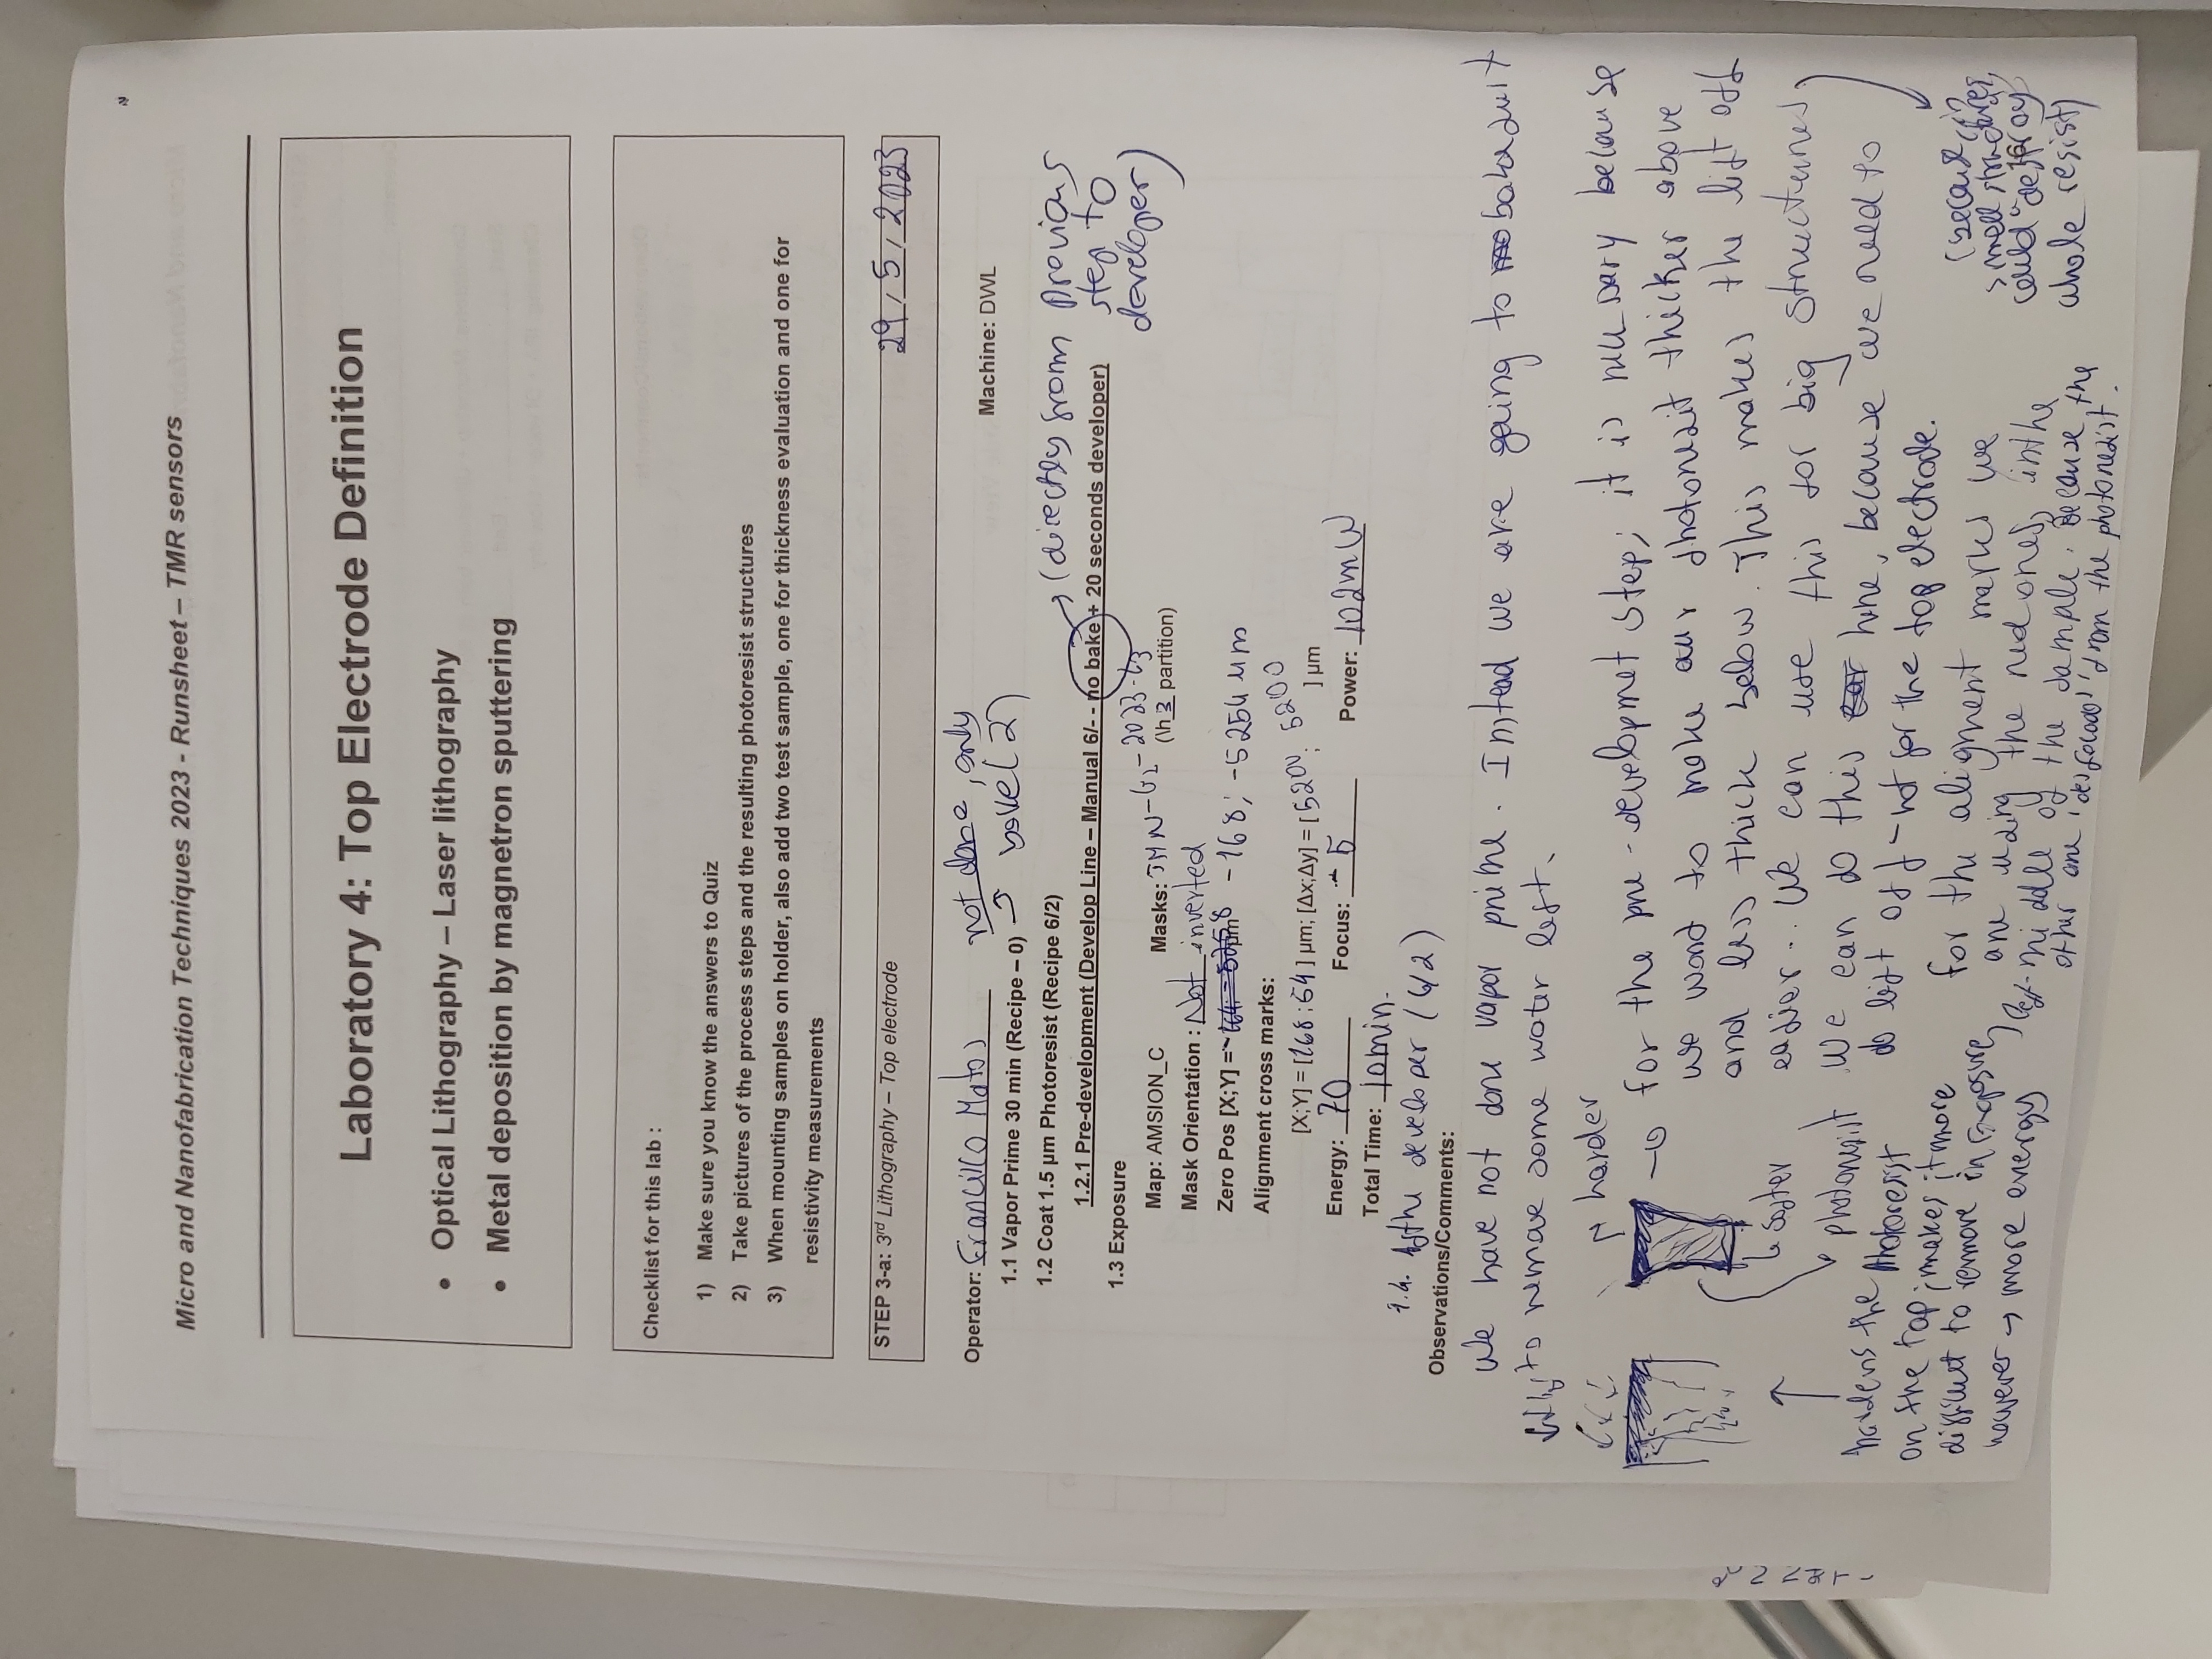 Micro and Nanofabrication Techniques 2023 - Runsheet – TMR sensors
Laboratory 4: Top Electrode Definition
• Optical Lithography – Laser lithography
• Metal deposition by magnetron sputtering
Checklist for this lab :
1) Make sure you know the answers to Quiz
2) Take pictures of the process steps and the resulting photoresist structures
3) When mounting samples on holder, also add two test sample, one for thickness evaluation and one for
resistivity measurements
STEP 3-a: 3rd Lithography – Top electrode 29/5/2023
Operator: Francisco Matos not done, only Machine: DWL
1.1 Vapor Prime 30 min (Recipe – 0) → bake (2)
1.2 Coat 1.5 µm Photoresist (Recipe 6/2) → (directly from previous
1.2.1 Pre-development (Develop Line – Manual 6/- - no bake + 20 seconds developer) step to
developer)
1.3 Exposure
Map: AMSION_C Masks: JMN-G2-2023-L3 (\h 3 partition)
Mask Orientation : Not inverted
Zero Pos [X;Y] = -168; -5254 µm
Alignment cross marks:
[X;Y] = [168;54] µm; [Δx;Δy] = [5200; 5200] µm
Energy: 70 Focus: -5 Power: 102mW
Total Time: 10min.
1.4. the developer (6/2)
Observations/Comments:
We have not done vapor prime. Instead we are going to bake just
to remove some water left.
harder
softer
photoresist
→ for the pre-developmet step, it is necessary because
we want to make our photoresit thicker above
and less thick below. This makes the lift off
easier.. We can use this for big structures,
We can do this here, because we need to
do lift off - not for the top electrode.
(because in
small structures,
could destroy
whole resist)
hardens the photoresist
on the top; makes it more
difficult to remove in exposure,
however → more energy
for the aligment marks we
are using the red ones, in the
left-middle of the sample. Because the
other are 'desfocado' from the photoresist.
16